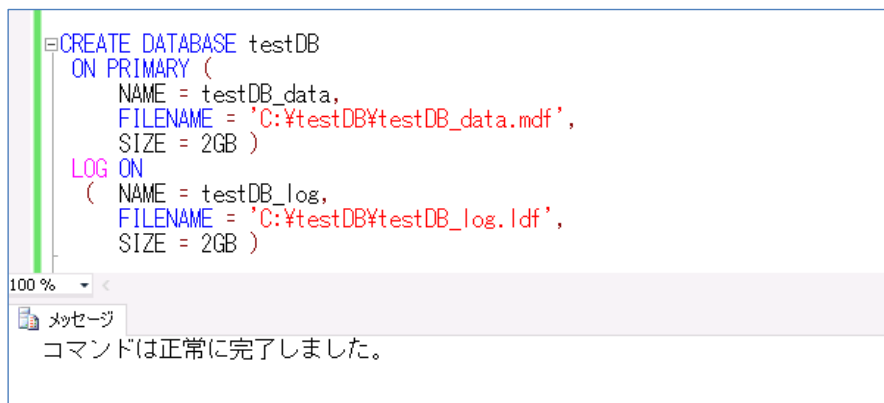 CREATE DATABASE testDB
ON PRIMARY (
NAME = testDB_data,
FILENAME = 'C:¥testDB¥testDB_data.mdf',
SIZE = 2GB )
LOG ON
( NAME = testDB_log,
FILENAME = 'C:¥testDB¥testDB_log.ldf',
SIZE = 2GB )
100 %
メッセージ
コマンドは正常に完了しました。